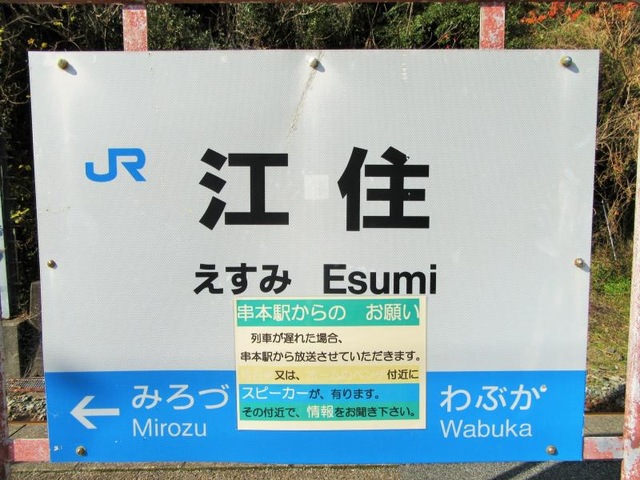 JR
江住
えすみ Esumi
串本駅からの お願い
列車が遅れた場合、
串本駅から放送させていただきます。
又は、 付近に
スピーカーが、有ります。
その付近で、情報をお聞き下さい。
← みろづ わぶか
Mirozu Wabuka